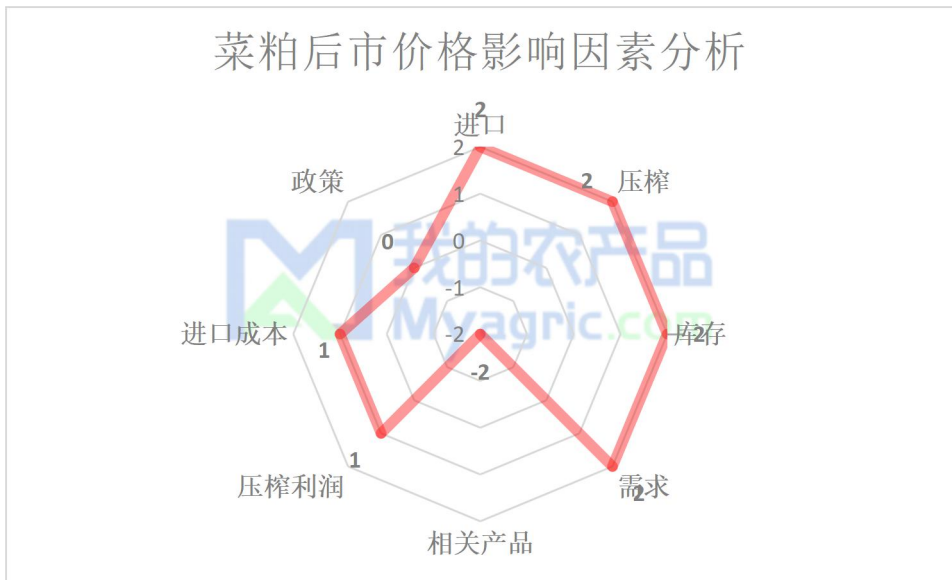 菜粕后市价格影响因素分析
2
进口
2
2
压榨
政策
1
0
0
我的农产品
-1
Myagric.com
进口成本
1
-2
2
库存
-2
1
压榨利润
需求
2
相关产品